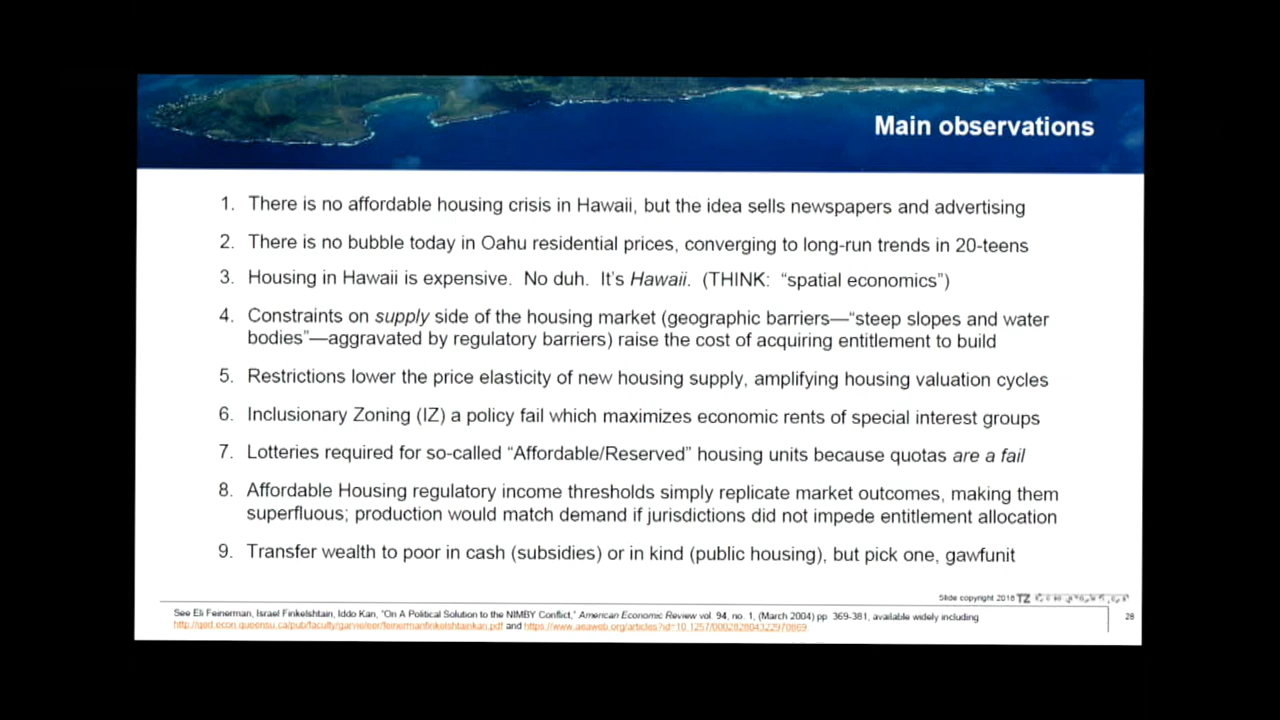 Main observations
1. There is no affordable housing crisis in Hawaii, but the idea sells newspapers and advertising
2. There is no bubble today in Oahu residential prices, converging to long-run trends in 20-teens
3. Housing in Hawaii is expensive. No duh. It's Hawaii. (THINK: “spatial economics”)
4. Constraints on supply side of the housing market (geographic barriers—“steep slopes and water
bodies”—aggravated by regulatory barriers) raise the cost of acquiring entitlement to build
5. Restrictions lower the price elasticity of new housing supply, amplifying housing valuation cycles
6. Inclusionary Zoning (IZ) a policy fail which maximizes economic rents of special interest groups
7. Lotteries required for so-called “Affordable/Reserved” housing units because quotas are a fail
8. Affordable Housing regulatory income thresholds simply replicate market outcomes, making them
superfluous; production would match demand if jurisdictions did not impede entitlement allocation
9. Transfer wealth to poor in cash (subsidies) or in kind (public housing), but pick one, gawfunit
Slide copyright 2018 TZ
See Eli Feinerman, Israel Finkelshtain, Iddo Kan, “On A Political Solution to the NIMBY Conflict,” American Economic Review vol. 94, no. 1, (March 2004) pp. 369-381, available widely including
and
28